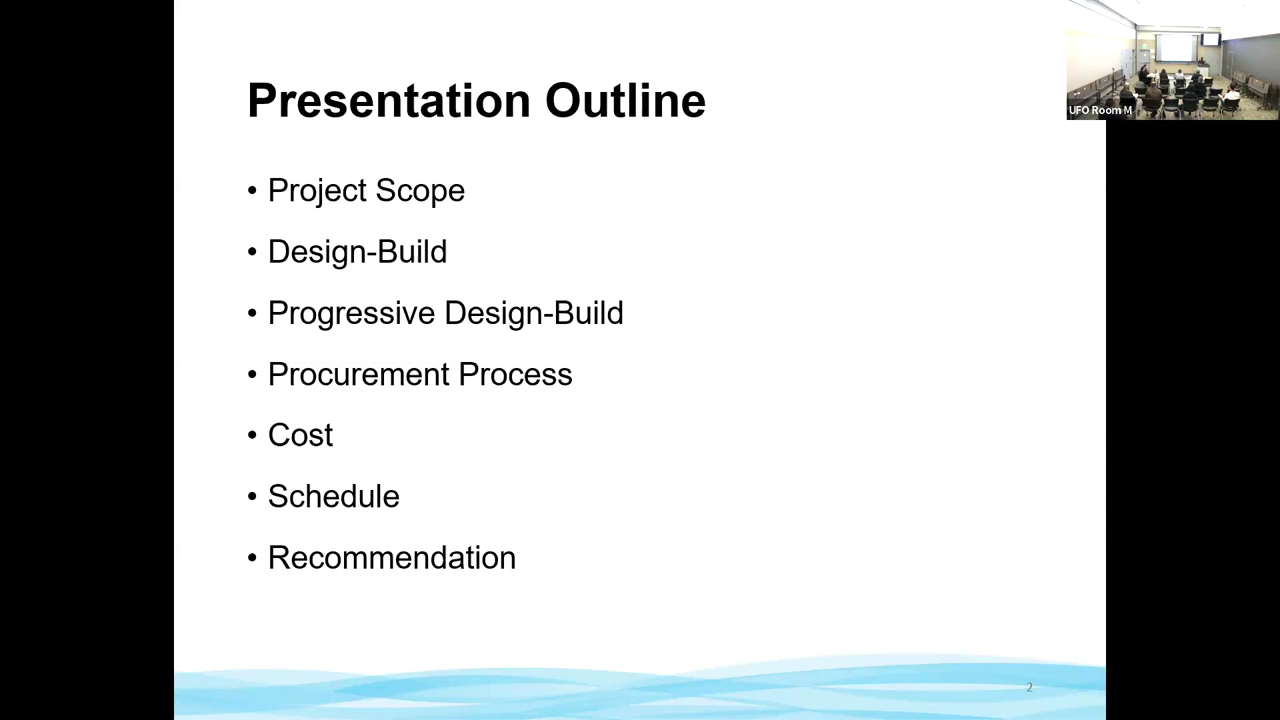 Presentation Outline
• Project Scope
• Design-Build
• Progressive Design-Build
• Procurement Process
• Cost
• Schedule
• Recommendation
2
UFO Room M